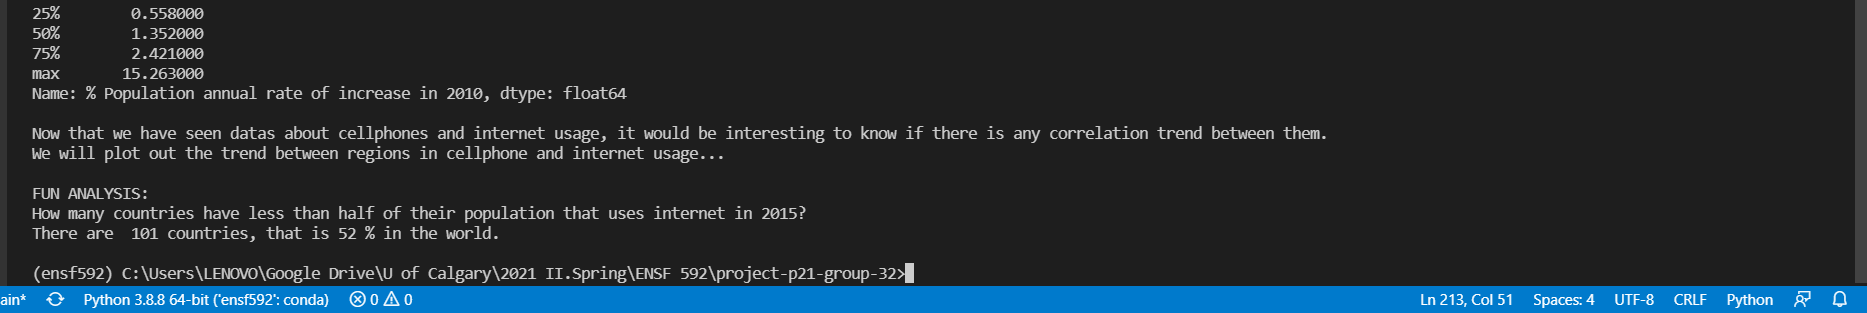 25%        0.558000
50%        1.352000
75%        2.421000
max       15.263000
Name: % Population annual rate of increase in 2010, dtype: float64
Now that we have seen datas about cellphones and internet usage, it would be interesting to know if there is any correlation trend between them.
We will plot out the trend between regions in cellphone and internet usage...
FUN ANALYSIS:
How many countries have less than half of their population that uses internet in 2015?
There are  101 countries, that is 52 % in the world.
(ensf592) C:\Users\LENOVO\Google Drive\U of Calgary\2021 II.Spring\ENSF 592\project-p21-group-32>
ain* Python 3.8.8 64-bit ('ensf592': conda) 0 0 Ln 213, Col 51 Spaces: 4 UTF-8 CRLF Python